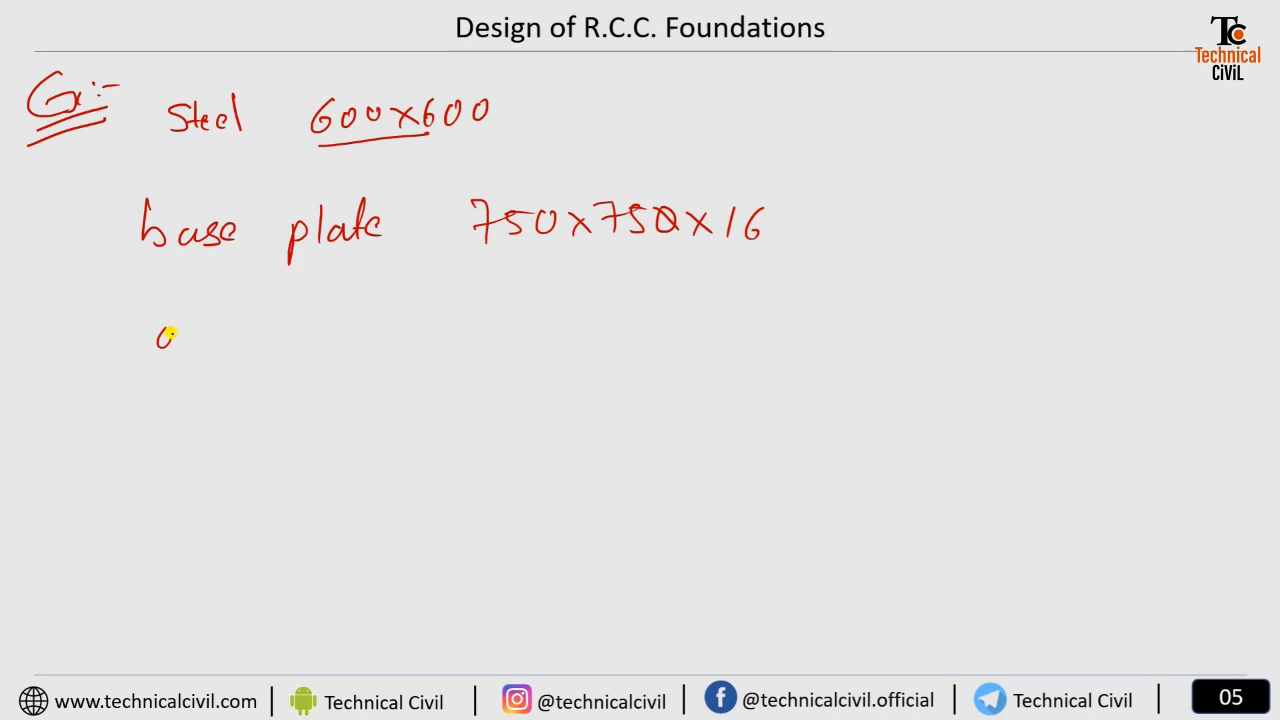 Design of R.C.C. Foundations
Tc
Technical
CiViL
Ex:-
Steel 600x600
base plate 750x750x16
www.technicalcivil.com | Technical Civil | @technicalcivil | @technicalcivil.official | Technical Civil | 05